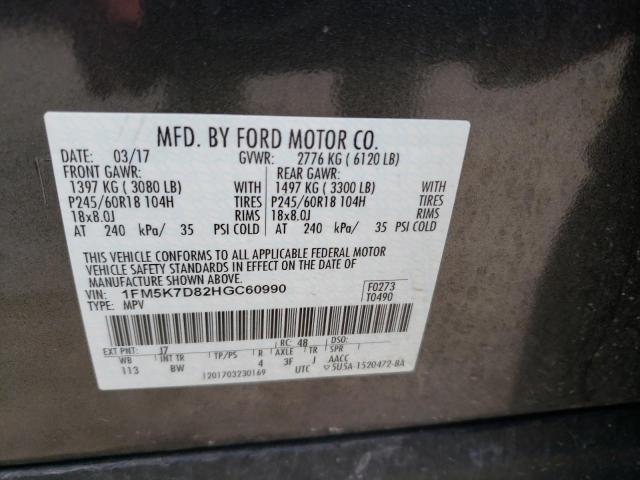 MFD. BY FORD MOTOR CO.
DATE: 03/17 GVWR: 2776 KG ( 6120 LB)
FRONT GAWR: REAR GAWR:
1397 KG ( 3080 LB) WITH 1497 KG ( 3300 LB) WITH
P245/60R18 104H TIRES P245/60R18 104H TIRES
18x8.0J RIMS 18x8.0J RIMS
AT 240 kPa/ 35 PSI COLD AT 240 kPa/ 35 PSI COLD
THIS VEHICLE CONFORMS TO ALL APPLICABLE FEDERAL MOTOR
VEHICLE SAFETY STANDARDS IN EFFECT ON THE DATE OF
MANUFACTURE SHOWN ABOVE.
VIN: 1FM5K7D82HGC60990 F0273
TYPE: MPV T0490
EXT PNT: J7 RC: 48 DSO:
WB INT TR TP/PS R AXLE TR SPR
113 BW 4 3F J AACC
1201703230169 UTC 5U5A-1520472-BA